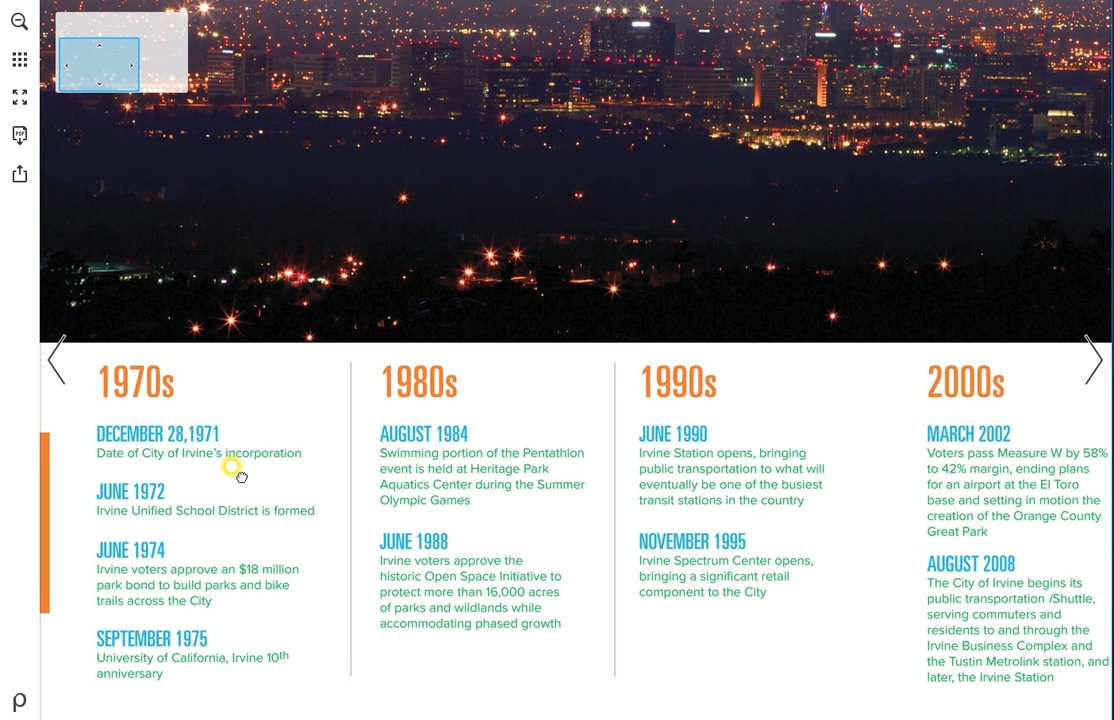 PDF
1970s
DECEMBER 28,1971
Date of City of Irvine's incorporation
JUNE 1972
Irvine Unified School District is formed
JUNE 1974
Irvine voters approve an $18 million
park bond to build parks and bike
trails across the City
SEPTEMBER 1975
University of California, Irvine 10th
anniversary
1980s
AUGUST 1984
Swimming portion of the Pentathlon
event is held at Heritage Park
Aquatics Center during the Summer
Olympic Games
JUNE 1988
Irvine voters approve the
historic Open Space Initiative to
protect more than 16,000 acres
of parks and wildlands while
accommodating phased growth
1990s
JUNE 1990
Irvine Station opens, bringing
public transportation to what will
eventually be one of the busiest
transit stations in the country
NOVEMBER 1995
Irvine Spectrum Center opens,
bringing a significant retail
component to the City
2000s
MARCH 2002
Voters pass Measure W by 58%
to 42% margin, ending plans
for an airport at the El Toro
base and setting in motion the
creation of the Orange County
Great Park
AUGUST 2008
The City of Irvine begins its
public transportation iShuttle,
serving commuters and
residents to and through the
Irvine Business Complex and
the Tustin Metrolink station, and
later, the Irvine Station